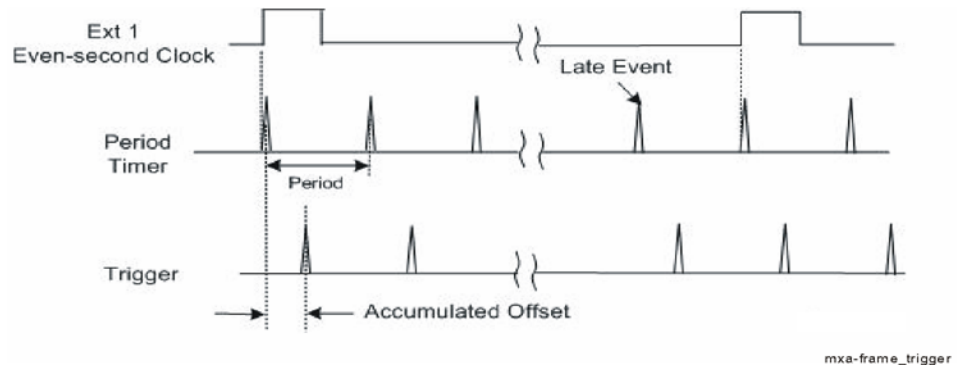 Ext 1
Even-second Clock
Late Event
Period
Timer
Period
Trigger
Accumulated Offset
mxa-frame_trigger